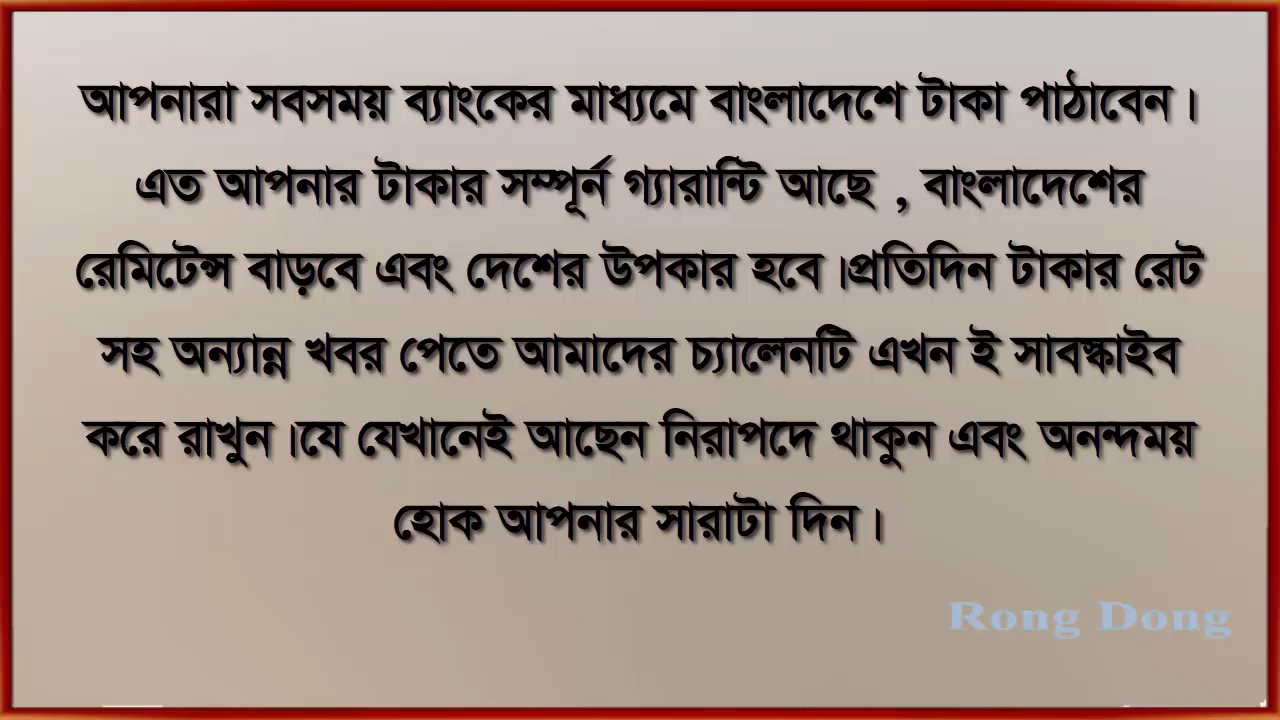 আপনারা সবসময় ব্যাংকের মাধ্যমে বাংলাদেশে টাকা পাঠাবেন।
এত আপনার টাকার সম্পূর্ন গ্যারান্টি আছে , বাংলাদেশের
রেমিটেন্স বাড়বে এবং দেশের উপকার হবে।প্রতিদিন টাকার রেট
সহ অন্যান্ন খবর পেতে আমাদের চ্যালেনটি এখন ই সাবস্কাইব
করে রাখুন।যে যেখানেই আছেন নিরাপদে থাকুন এবং অনন্দময়
হোক আপনার সারাটা দিন।
Rong Dong